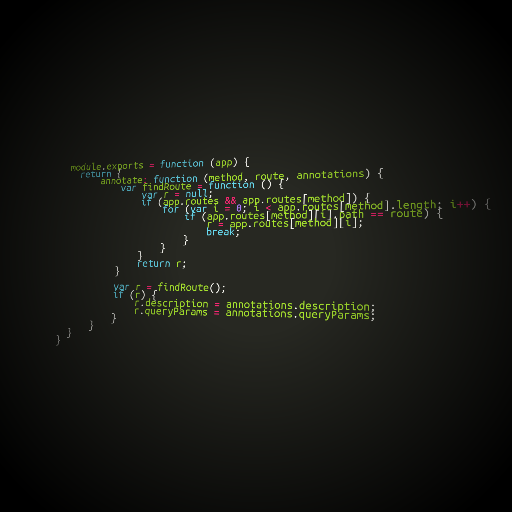 module.exports = function (app) {
return {
annotate: function (method, route, annotations) {
var findRoute = function () {
var r = null;
if (app.routes && app.routes[method]) {
for (var i = 0; i < app.routes[method].length; i++) {
if (app.routes[method][i].path == route) {
r = app.routes[method][i];
break;
}
}
}
return r;
}
var r = findRoute();
if (r) {
r.description = annotations.description;
r.queryParams = annotations.queryParams;
}
}
}
}